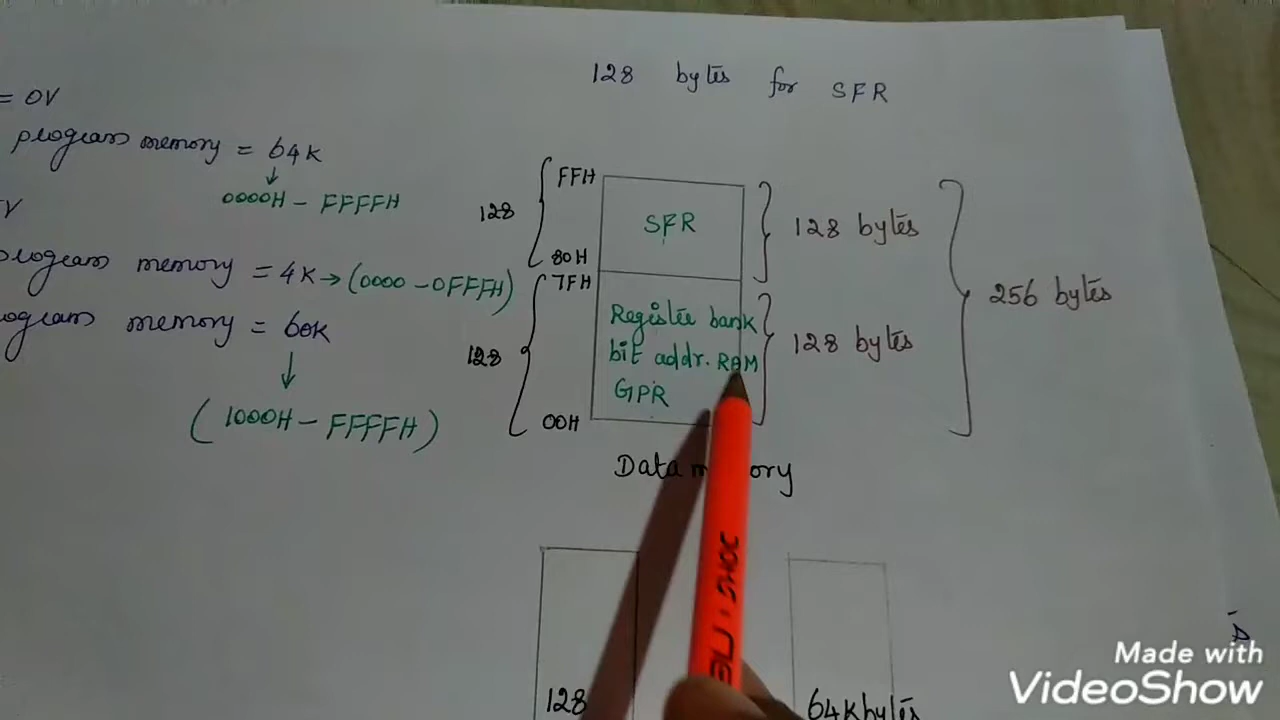 128 bytes for SFR
= 0V
program memory = 64K
↓
0000H - FFFFH
V
program memory = 4K → (0000 - 0FFFH)
ogram memory = 60K
↓
(1000H - FFFFH)
FFH
128
SFR
128 bytes
80H
7FH
256 bytes
Register bank
128
bit addr. RAM
128 bytes
GPR
00H
Data m ory
128
64K bytes
Made with
VideoShow